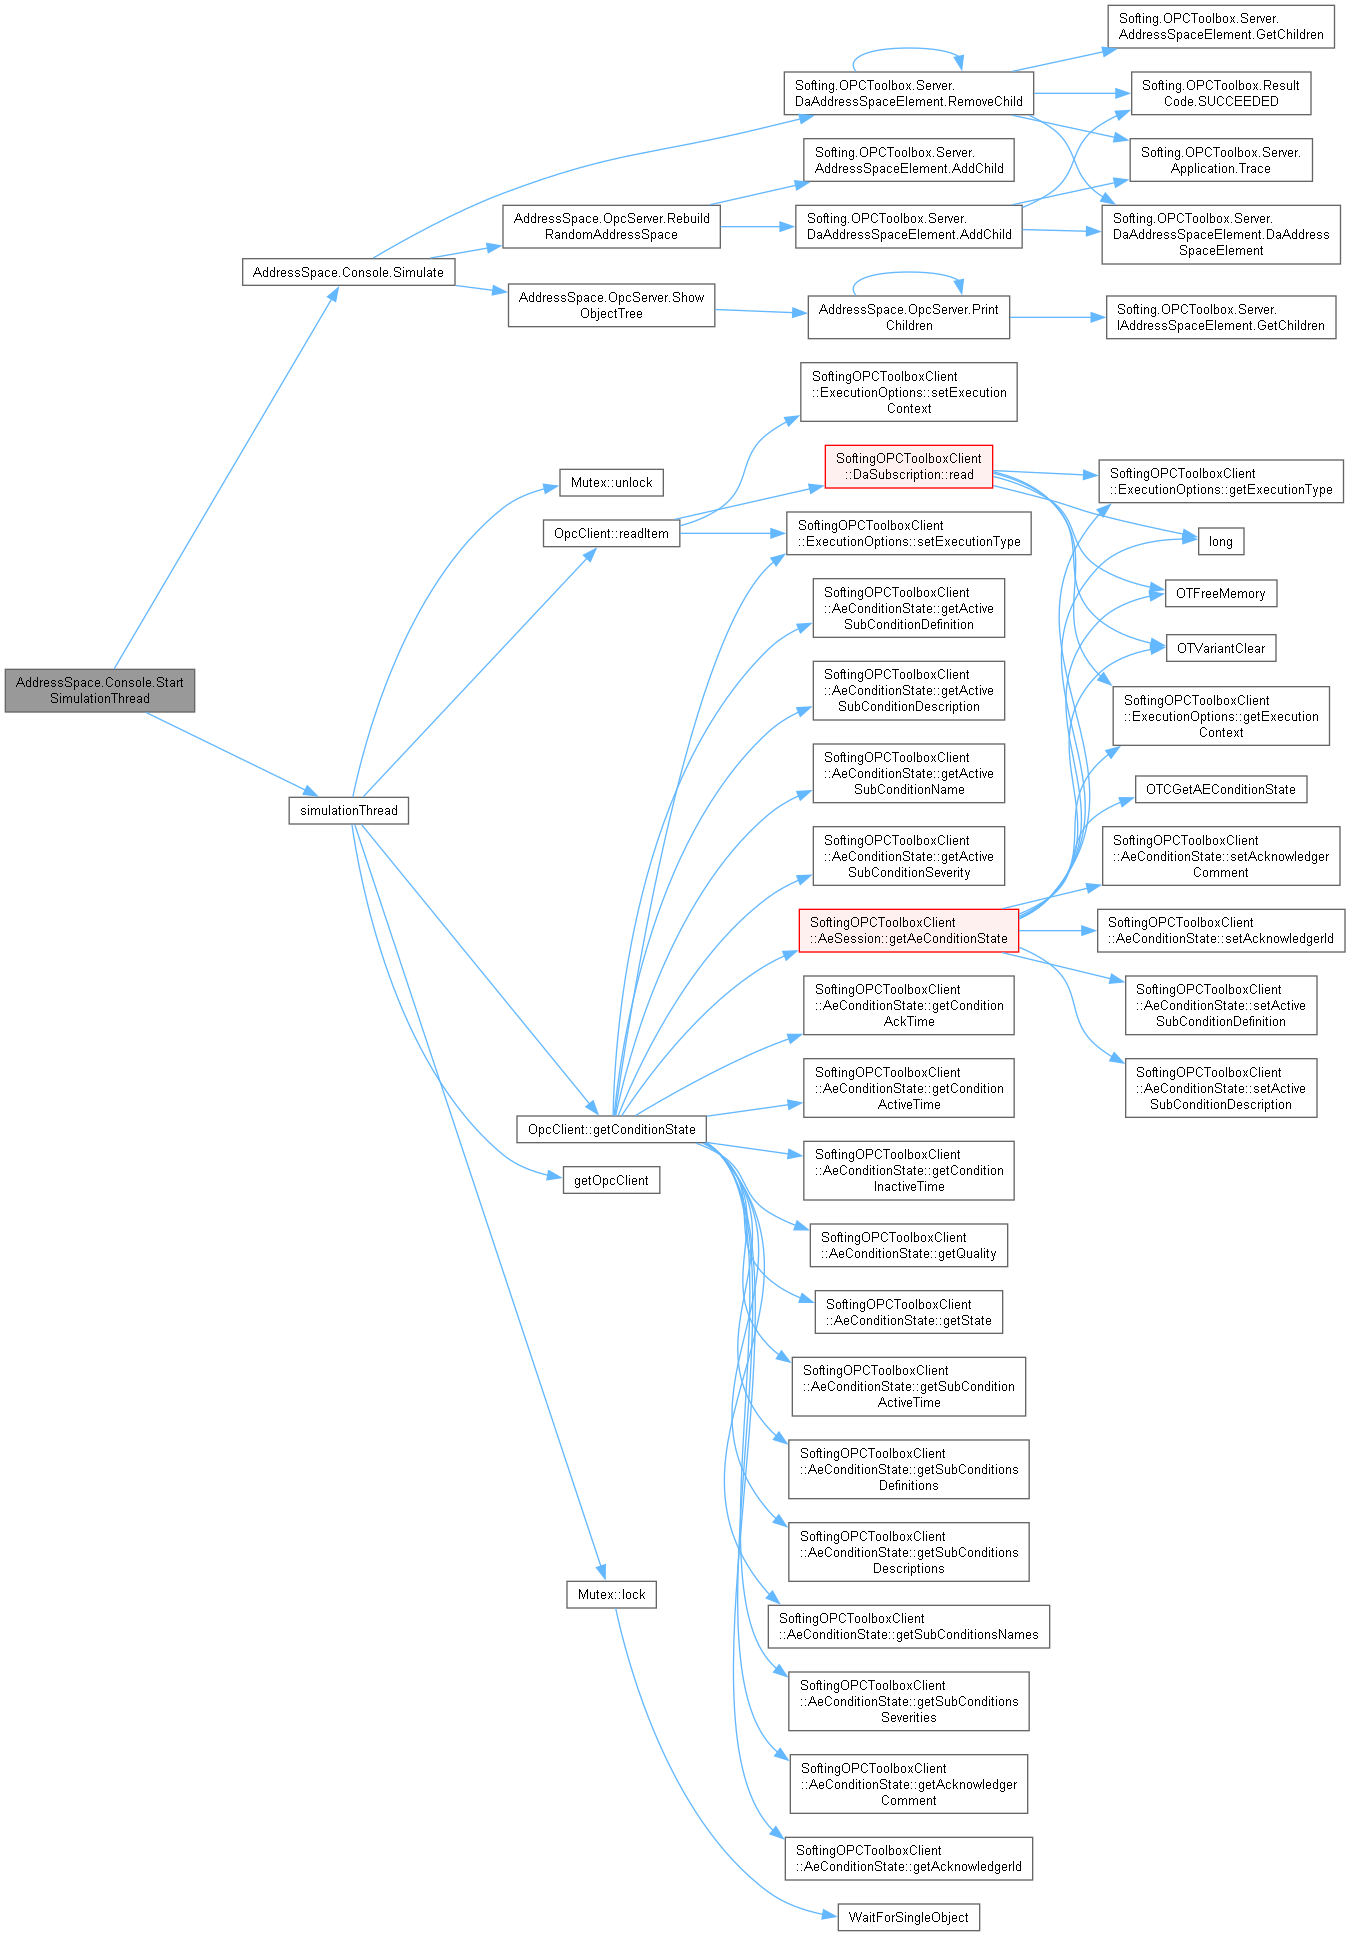 Softing.OPCToolbox.Server.
AddressSpaceElement.GetChildren
Softing.OPCToolbox.Server.
DaAddressSpaceElement.RemoveChild
Softing.OPCToolbox.Result
Code.SUCCEEDED
Softing.OPCToolbox.Server.
AddressSpaceElement.AddChild
Softing.OPCToolbox.Server.
Application.Trace
AddressSpace.OpcServer.Rebuild
RandomAddressSpace
Softing.OPCToolbox.Server.
DaAddressSpaceElement.AddChild
Softing.OPCToolbox.Server.
DaAddressSpaceElement.DaAddress
SpaceElement
AddressSpace.Console.Simulate
AddressSpace.OpcServer.Show
ObjectTree
AddressSpace.OpcServer.Print
Children
Softing.OPCToolbox.Server.
IAddressSpaceElement.GetChildren
SoftingOPCToolboxClient
::ExecutionOptions::setExecution
Context
SoftingOPCToolboxClient
::DaSubscription::read
Mutex::unlock
SoftingOPCToolboxClient
::ExecutionOptions::getExecutionType
OpcClient::readItem
SoftingOPCToolboxClient
::ExecutionOptions::setExecutionType
long
SoftingOPCToolboxClient
::AeConditionState::getActive
SubConditionDefinition
OTFreeMemory
OTVariantClear
AddressSpace.Console.Start
SimulationThread
SoftingOPCToolboxClient
::AeConditionState::getActive
SubConditionDescription
SoftingOPCToolboxClient
::ExecutionOptions::getExecution
Context
SoftingOPCToolboxClient
::AeConditionState::getActive
SubConditionName
OTCGetAEConditionState
simulationThread
SoftingOPCToolboxClient
::AeConditionState::getActive
SubConditionSeverity
SoftingOPCToolboxClient
::AeConditionState::setAcknowledger
Comment
SoftingOPCToolboxClient
::AeSession::getAeConditionState
SoftingOPCToolboxClient
::AeConditionState::setAcknowledgerId
SoftingOPCToolboxClient
::AeConditionState::getCondition
AckTime
SoftingOPCToolboxClient
::AeConditionState::setActive
SubConditionDefinition
SoftingOPCToolboxClient
::AeConditionState::getCondition
ActiveTime
SoftingOPCToolboxClient
::AeConditionState::setActive
SubConditionDescription
OpcClient::getConditionState
SoftingOPCToolboxClient
::AeConditionState::getCondition
InactiveTime
getOpcClient
SoftingOPCToolboxClient
::AeConditionState::getQuality
SoftingOPCToolboxClient
::AeConditionState::getState
SoftingOPCToolboxClient
::AeConditionState::getSubCondition
ActiveTime
SoftingOPCToolboxClient
::AeConditionState::getSubConditions
Definitions
SoftingOPCToolboxClient
::AeConditionState::getSubConditions
Descriptions
Mutex::lock
SoftingOPCToolboxClient
::AeConditionState::getSubConditionsNames
SoftingOPCToolboxClient
::AeConditionState::getSubConditions
Severities
SoftingOPCToolboxClient
::AeConditionState::getAcknowledger
Comment
SoftingOPCToolboxClient
::AeConditionState::getAcknowledgerId
WaitForSingleObject